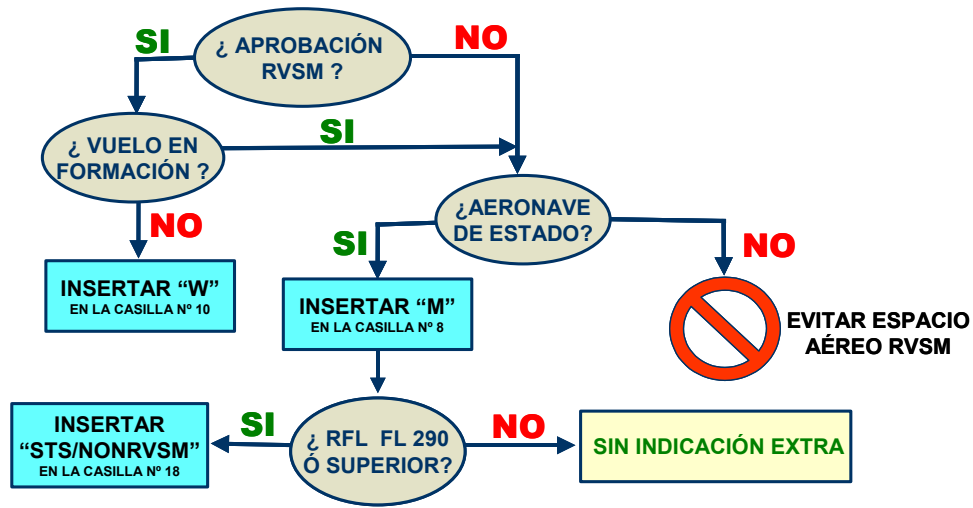 SI
¿ APROBACIÓN
RVSM ?
NO
¿ VUELO EN
FORMACIÓN ?
SI
NO
¿AERONAVE
DE ESTADO?
SI
NO
INSERTAR “W”
EN LA CASILLA Nº 10
INSERTAR “M”
EN LA CASILLA Nº 8
EVITAR ESPACIO
AÉREO RVSM
INSERTAR
“STS/NONRVSM”
EN LA CASILLA Nº 18
SI
¿ RFL FL 290
Ó SUPERIOR?
NO
SIN INDICACIÓN EXTRA